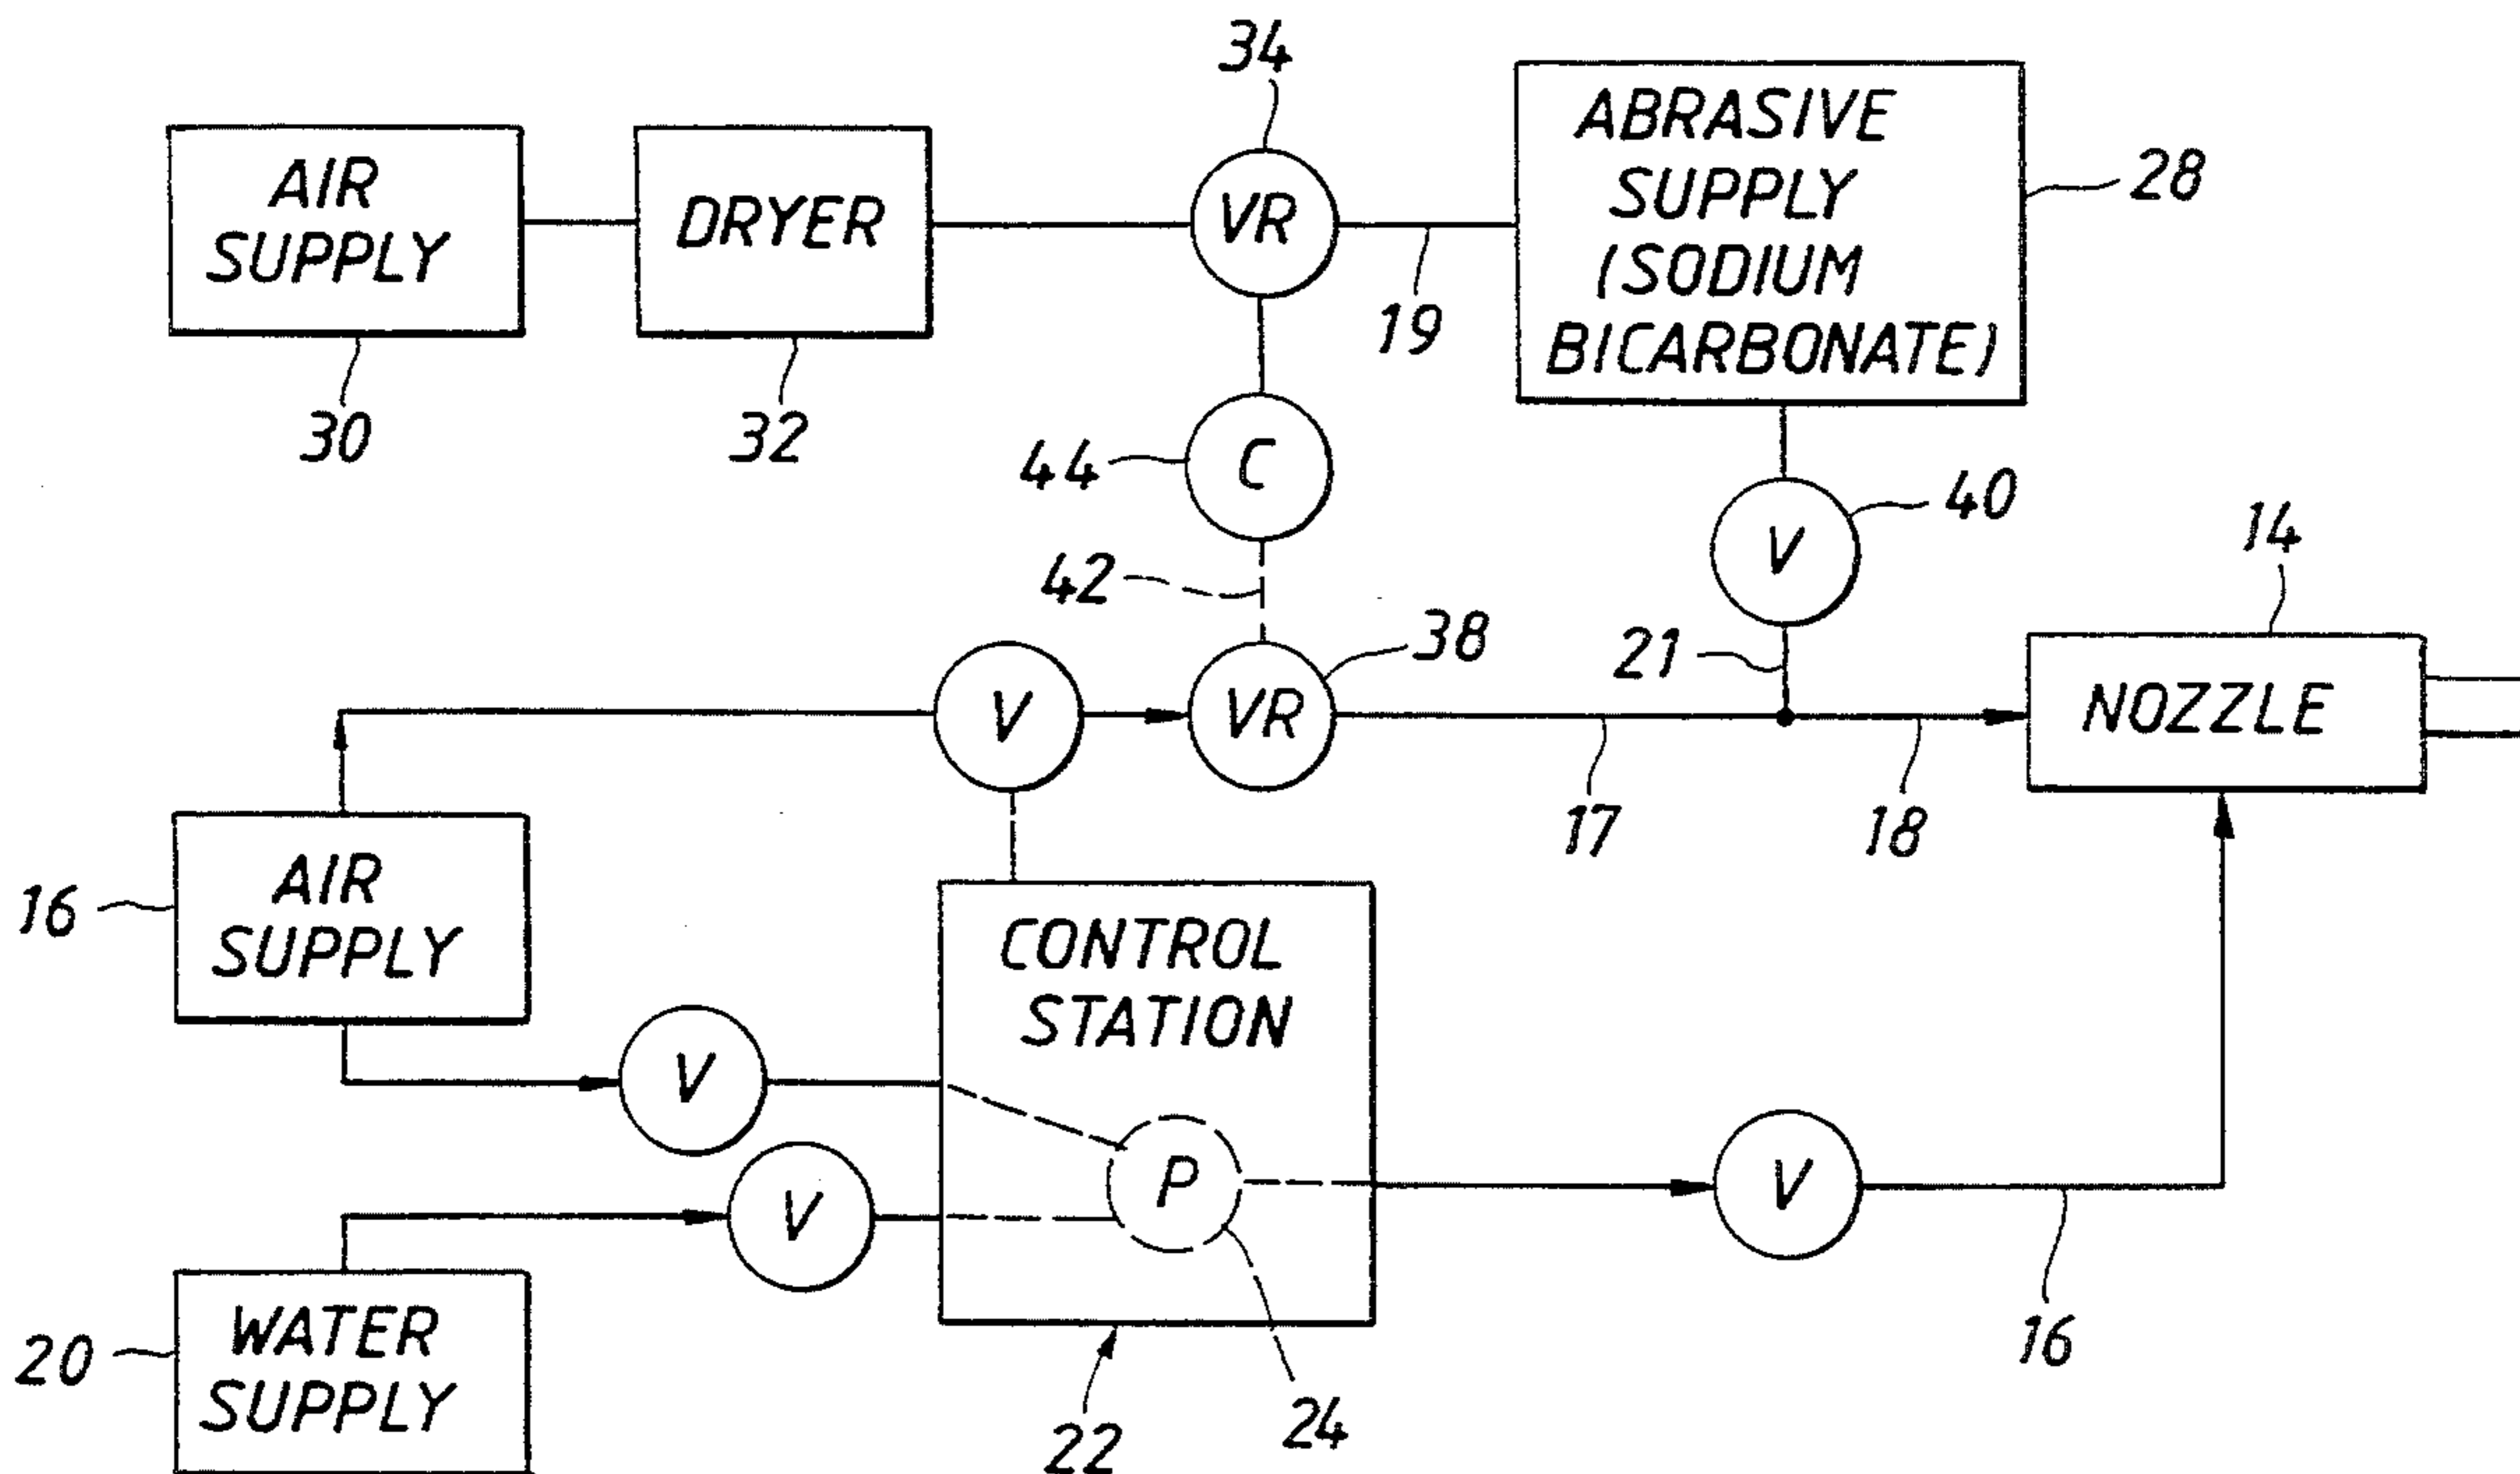 34
AIR
SUPPLY
DRYER
VR
ABRASIVE
SUPPLY
(SODIUM
BICARBONATE)
28
19
30
32
44
C
40
V
14
42
38
21
V
VR
NOZZLE
17
18
16
AIR
SUPPLY
CONTROL
STATION
V
P
V
V
16
20
WATER
SUPPLY
22
24